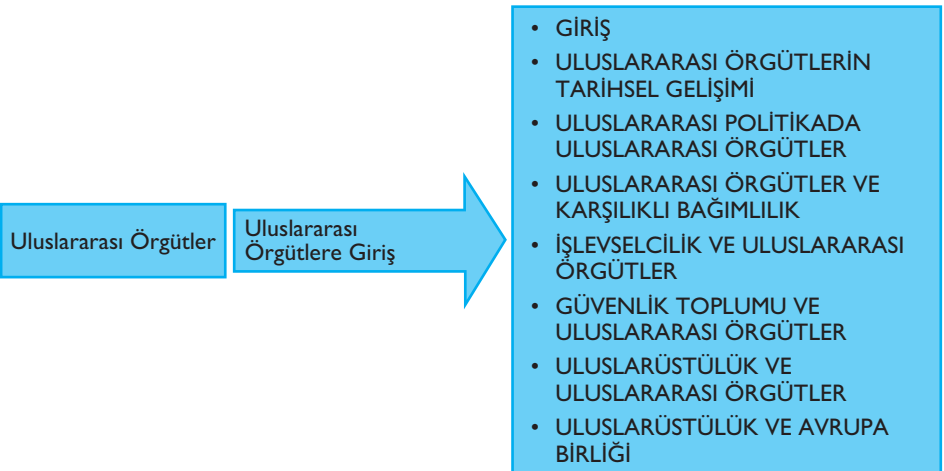 Uluslararası Örgütler
Uluslararası
Örgütlere Giriş
• GİRİŞ
• ULUSLARARASI ÖRGÜTLERİN
TARİHSEL GELİŞİMİ
• ULUSLARARASI POLİTİKADA
ULUSLARARASI ÖRGÜTLER
• ULUSLARARASI ÖRGÜTLER VE
KARŞILIKLI BAĞIMLILIK
• İŞLEVSELCİLİK VE ULUSLARARASI
ÖRGÜTLER
• GÜVENLİK TOPLUMU VE
ULUSLARARASI ÖRGÜTLER
• ULUSLARÜSTÜLÜK VE
ULUSLARARASI ÖRGÜTLER
• ULUSLARÜSTÜLÜK VE AVRUPA
BİRLİĞİ